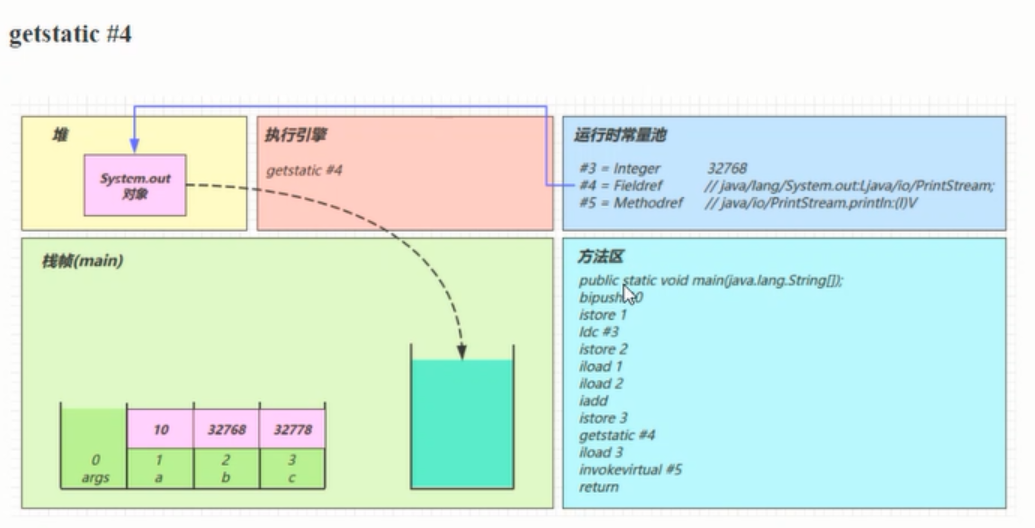 getstatic #4
堆
System.out
对象
执行引擎
getstatic #4
运行时常量池
#3 = Integer 32768
#4 = Fieldref // java/lang/System.out:Ljava/io/PrintStream;
#5 = Methodref // java/io/PrintStream.println:(I)V
栈帧(main)
10 32768 32778
0 1 2 3
args a b c
方法区
public static void main(java.lang.String[]);
istore 1
ldc #3
istore 2
iload 1
iload 2
iadd
istore 3
getstatic #4
iload 3
invokevirtual #5
return